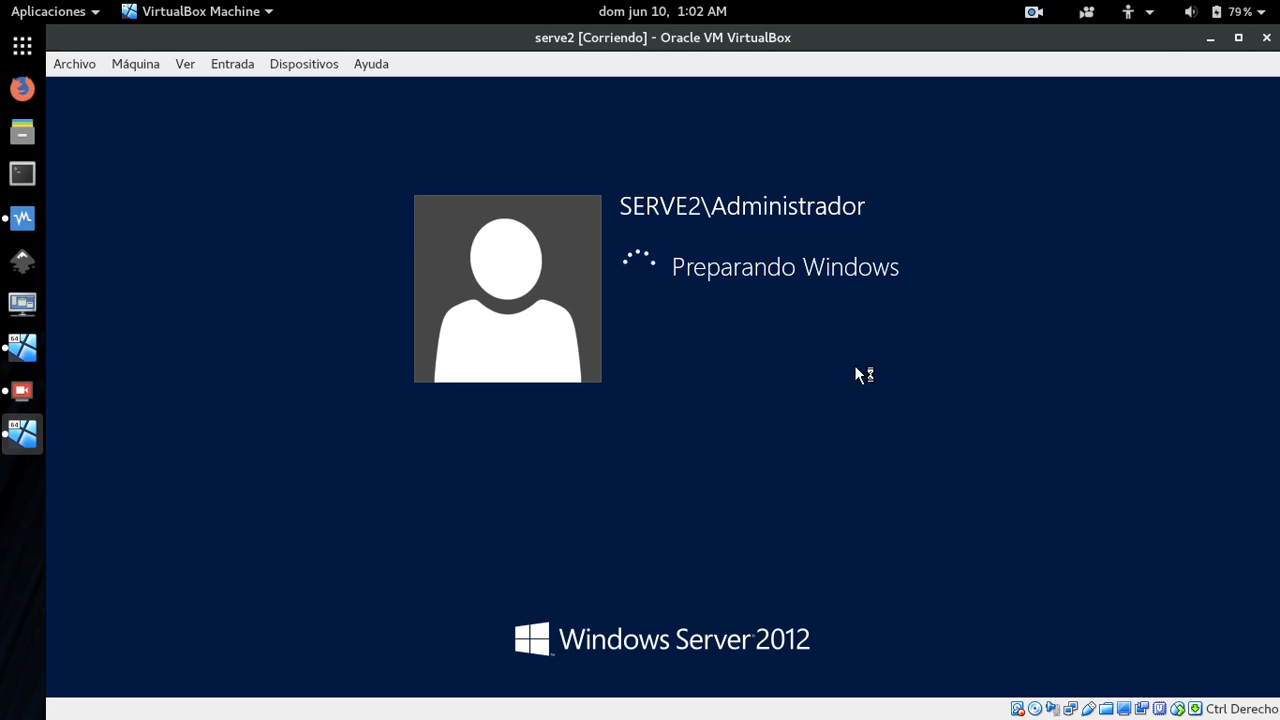 Aplicaciones
VirtualBox Machine
dom jun 10, 1:02 AM
79%
serve2 [Corriendo] - Oracle VM VirtualBox
Archivo Máquina Ver Entrada Dispositivos Ayuda
SERVE2\Administrador
Preparando Windows
Windows Server 2012
Ctrl Derecho